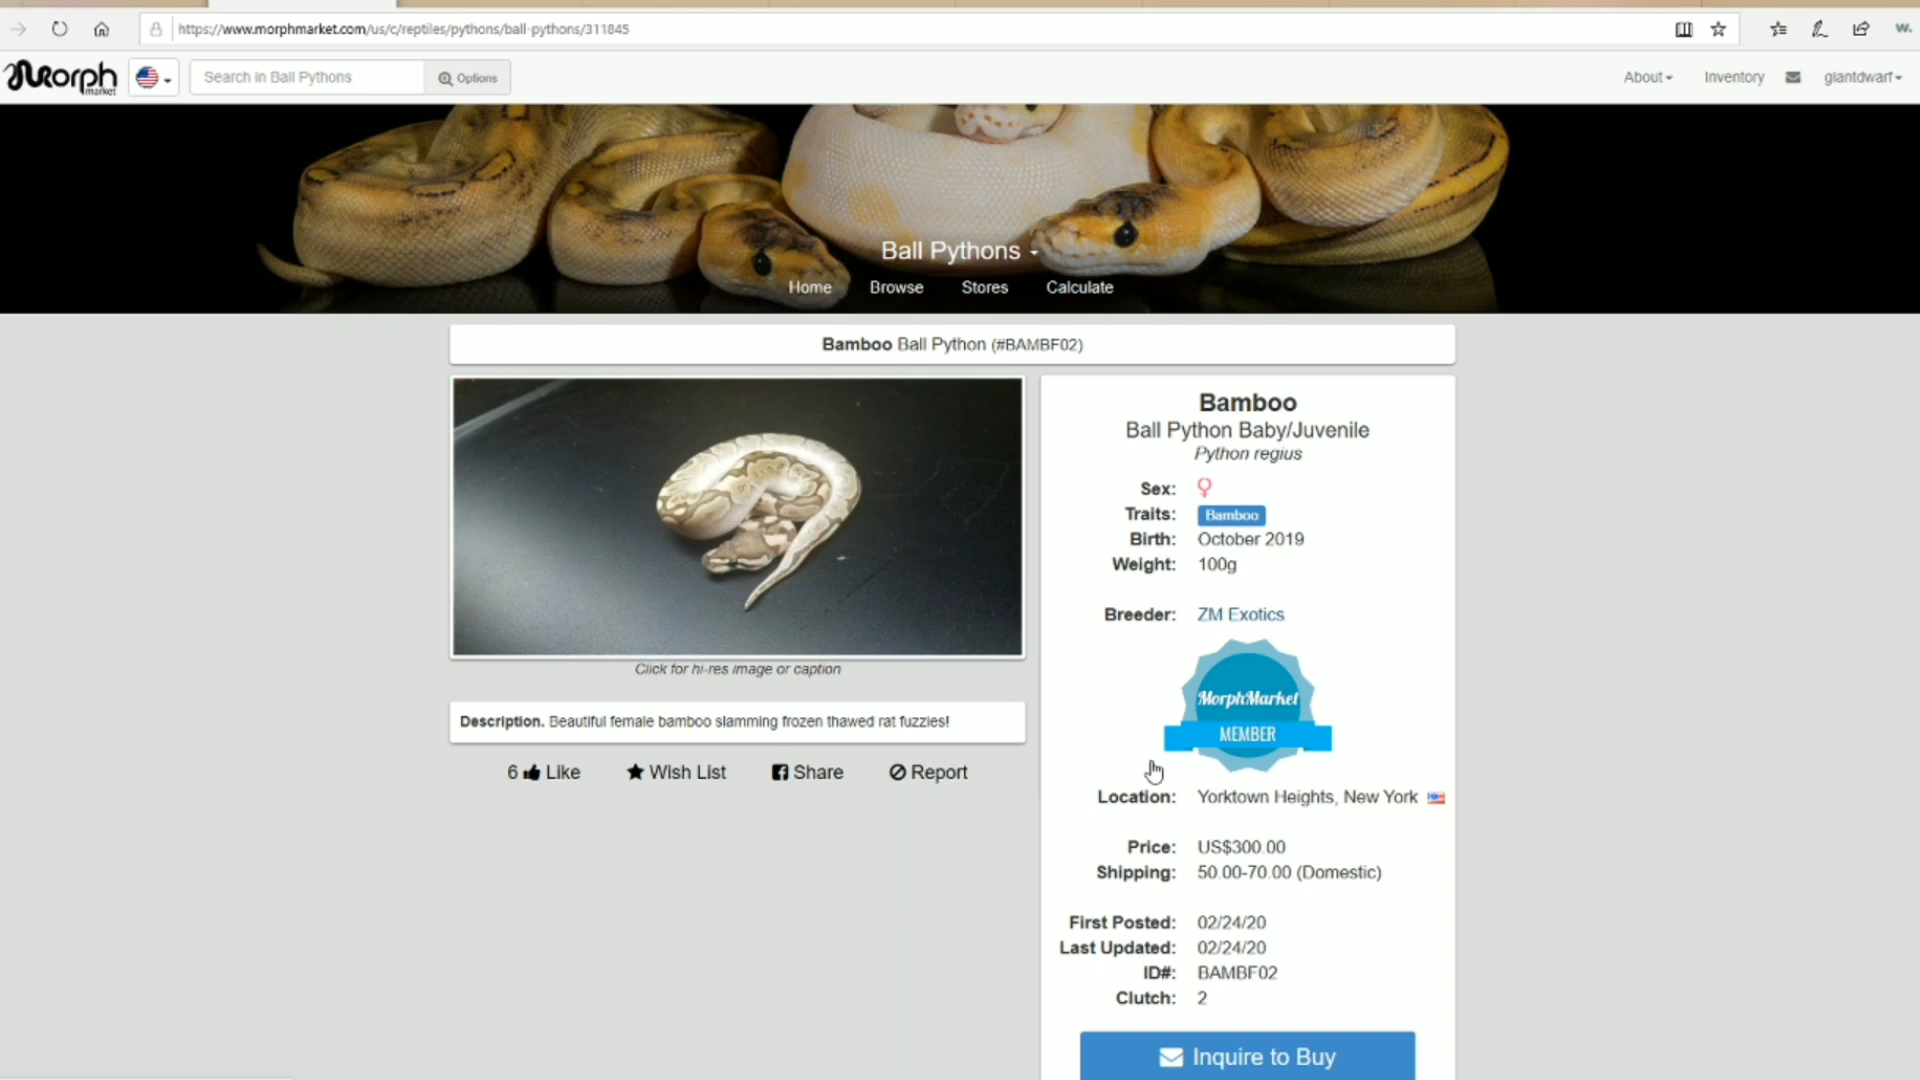 https://www.morphmarket.com/us/c/reptiles/pythons/ball-pythons/311845
W.
Morph
market
Search in Ball Pythons
Options
About
Inventory
giantdwarf
Ball Pythons
Home Browse Stores Calculate
Bamboo Ball Python (#BAMBF02)
Click for hi-res image or caption
Description. Beautiful female bamboo slamming frozen thawed rat fuzzies!
6 Like Wish List Share Report
Bamboo
Ball Python Baby/Juvenile
Python regius
Sex: ♀
Traits: Bamboo
Birth: October 2019
Weight: 100g
Breeder: ZM Exotics
MorphMarket
MEMBER
Location: Yorktown Heights, New York
Price: US$300.00
Shipping: 50.00-70.00 (Domestic)
First Posted: 02/24/20
Last Updated: 02/24/20
ID#: BAMBF02
Clutch: 2
Inquire to Buy